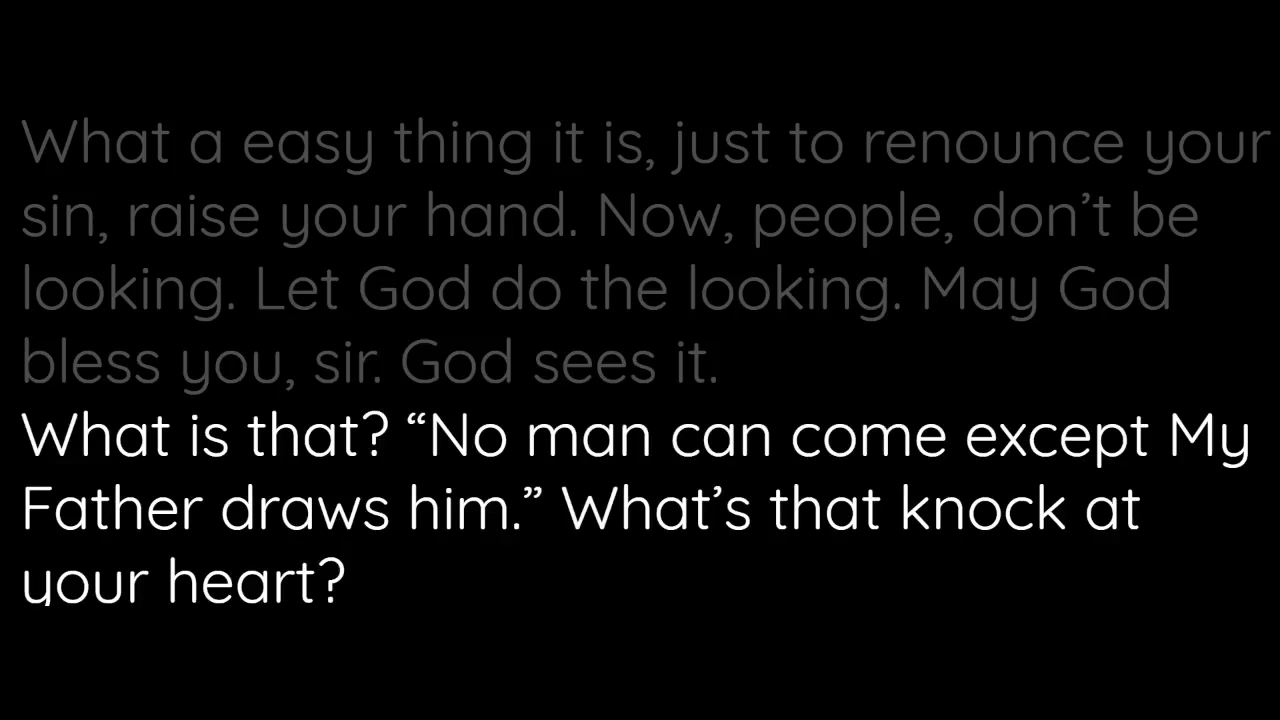 What a easy thing it is, just to renounce your
sin, raise your hand. Now, people, don’t be
looking. Let God do the looking. May God
bless you, sir. God sees it.
What is that? “No man can come except My
Father draws him.” What’s that knock at
your heart?